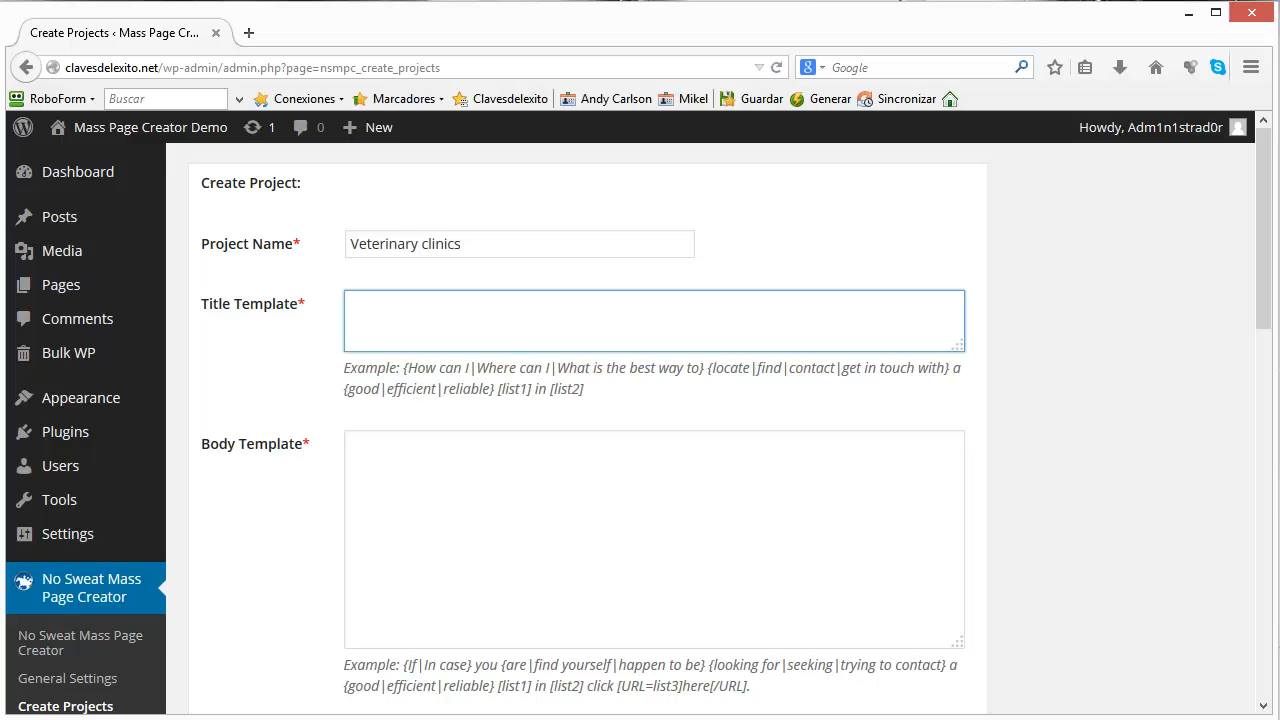 Create Projects ‹ Mass Page Cr...
clavesdelexito.net/wp-admin/admin.php?page=nsmpc_create_projects
Google
RoboForm
Buscar
Conexiones
Marcadores
Clavesdelexito
Andy Carlson
Mikel
Guardar
Generar
Sincronizar
Mass Page Creator Demo
1
0
New
Howdy, Adm1n1strad0r
Dashboard
Posts
Media
Pages
Comments
Bulk WP
Appearance
Plugins
Users
Tools
Settings
No Sweat Mass
Page Creator
No Sweat Mass Page
Creator
General Settings
Create Projects
Create Project:
Project Name*
Veterinary clinics
Title Template*
Example: {How can I|Where can I|What is the best way to} {locate|find|contact|get in touch with} a
{good|efficient|reliable} [list1] in [list2]
Body Template*
Example: {If|In case} you {are|find yourself|happen to be} {looking for|seeking|trying to contact} a
{good|efficient|reliable} [list1] in [list2] click [URL=list3]here[/URL].